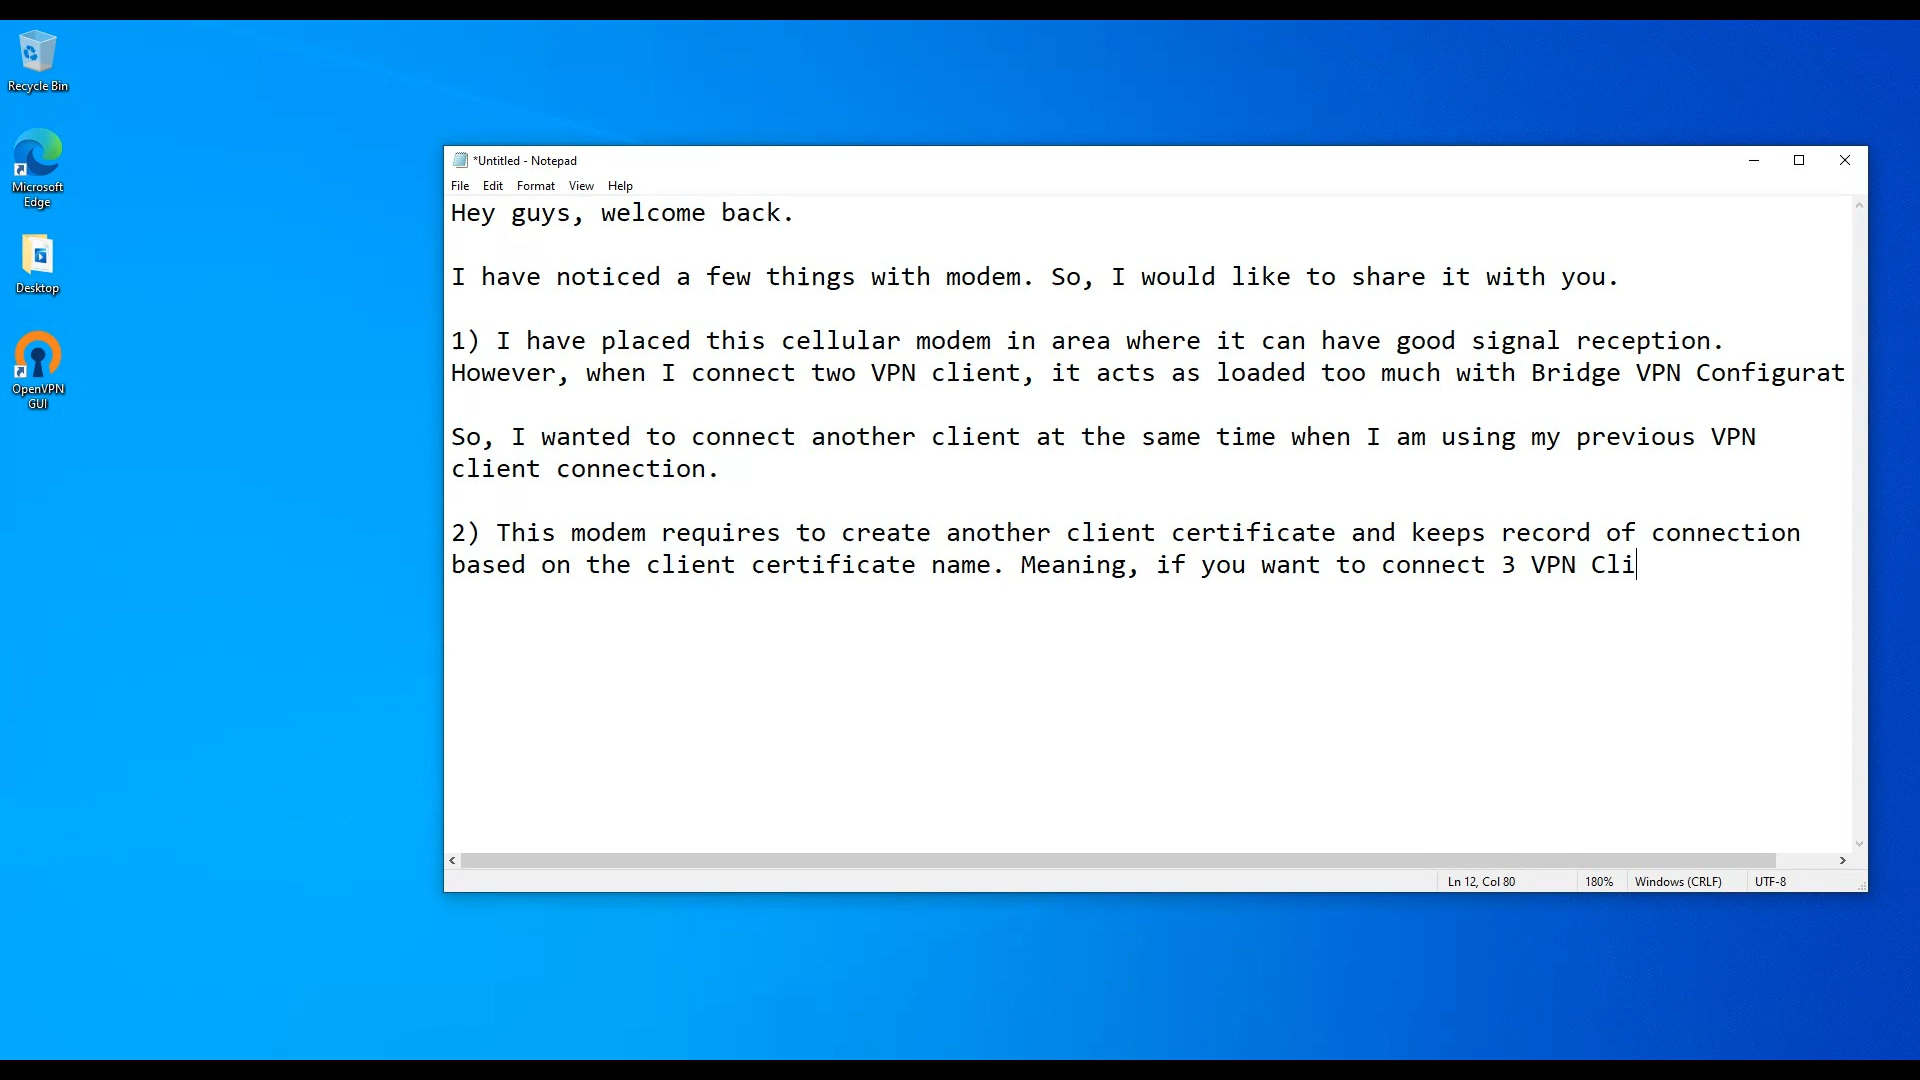 Recycle Bin
Microsoft
Edge
Desktop
OpenVPN
GUI
*Untitled - Notepad
File Edit Format View Help
Hey guys, welcome back.
I have noticed a few things with modem. So, I would like to share it with you.
1) I have placed this cellular modem in area where it can have good signal reception.
However, when I connect two VPN client, it acts as loaded too much with Bridge VPN Configurat
So, I wanted to connect another client at the same time when I am using my previous VPN
client connection.
2) This modem requires to create another client certificate and keeps record of connection
based on the client certificate name. Meaning, if you want to connect 3 VPN Cli
Ln 12, Col 80 180% Windows (CRLF) UTF-8